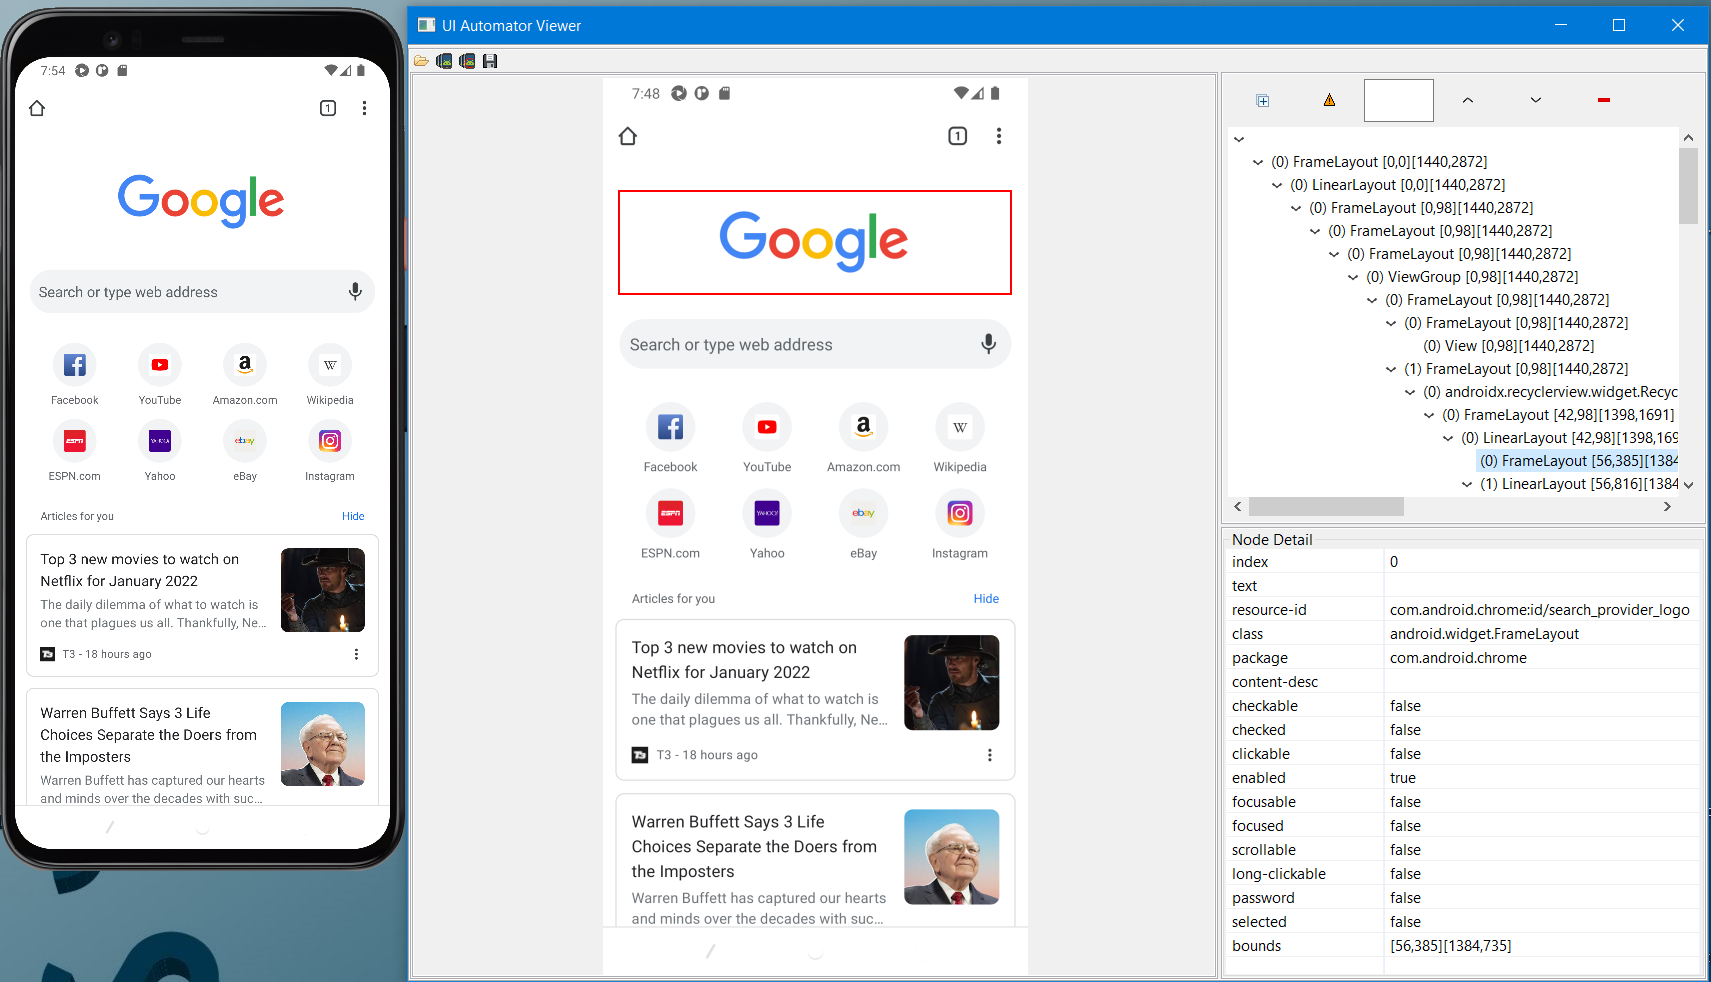 7:54
1
Google
Search or type web address
Facebook
YouTube
Amazon.com
Wikipedia
ESPN.com
Yahoo
eBay
Instagram
Articles for you
Hide
Top 3 new movies to watch on
Netflix for January 2022
The daily dilemma of what to watch is
one that plagues us all. Thankfully, Ne...
T3 - 18 hours ago
Warren Buffett Says 3 Life
Choices Separate the Doers from
the Imposters
Warren Buffett has captured our hearts
and minds over the decades with suc...
UI Automator Viewer
7:48
1
Google
Search or type web address
Facebook
YouTube
Amazon.com
Wikipedia
ESPN.com
Yahoo
eBay
Instagram
Articles for you
Hide
Top 3 new movies to watch on
Netflix for January 2022
The daily dilemma of what to watch is
one that plagues us all. Thankfully, Ne...
T3 - 18 hours ago
Warren Buffett Says 3 Life
Choices Separate the Doers from
the Imposters
Warren Buffett has captured our hearts
and minds over the decades with suc...
(0) FrameLayout [0,0][1440,2872]
(0) LinearLayout [0,0][1440,2872]
(0) FrameLayout [0,98][1440,2872]
(0) FrameLayout [0,98][1440,2872]
(0) FrameLayout [0,98][1440,2872]
(0) ViewGroup [0,98][1440,2872]
(0) FrameLayout [0,98][1440,2872]
(0) FrameLayout [0,98][1440,2872]
(0) View [0,98][1440,2872]
(1) FrameLayout [0,98][1440,2872]
(0) androidx.recyclerview.widget.Recyc
(0) FrameLayout [42,98][1398,1691]
(0) LinearLayout [42,98][1398,169
(0) FrameLayout [56,385][1384
(1) LinearLayout [56,816][1384
Node Detail
index 0
text
resource-id com.android.chrome:id/search_provider_logo
class android.widget.FrameLayout
package com.android.chrome
content-desc
checkable false
checked false
clickable false
enabled true
focusable false
focused false
scrollable false
long-clickable false
password false
selected false
bounds [56,385][1384,735]